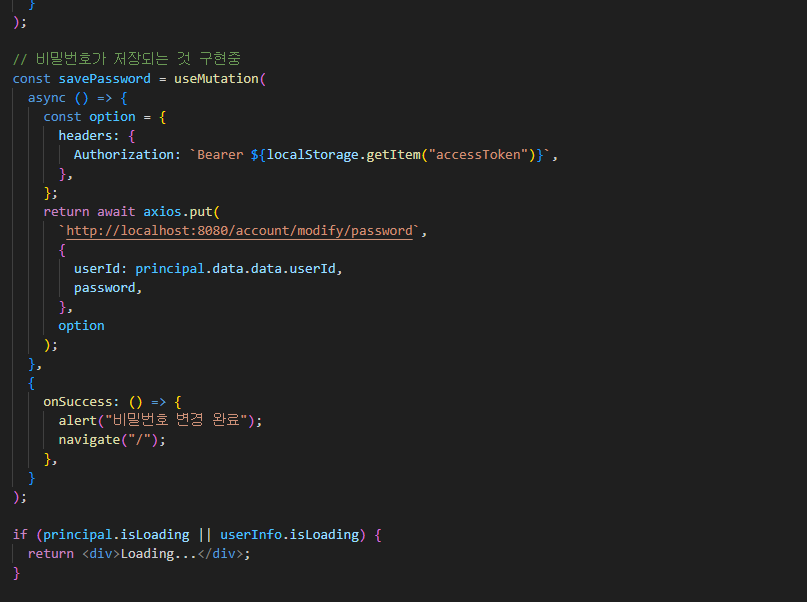 }
);
// 비밀번호가 저장되는 것 구현중
const savePassword = useMutation(
async () => {
const option = {
headers: {
Authorization: `Bearer ${localStorage.getItem("accessToken")}`,
},
};
return await axios.put(
`http://localhost:8080/account/modify/password`,
{
userId: principal.data.data.userId,
password,
},
option
);
},
{
onSuccess: () => {
alert("비밀번호 변경 완료");
navigate("/");
},
}
);
if (principal.isLoading || userInfo.isLoading) {
return <div>Loading...</div>;
}